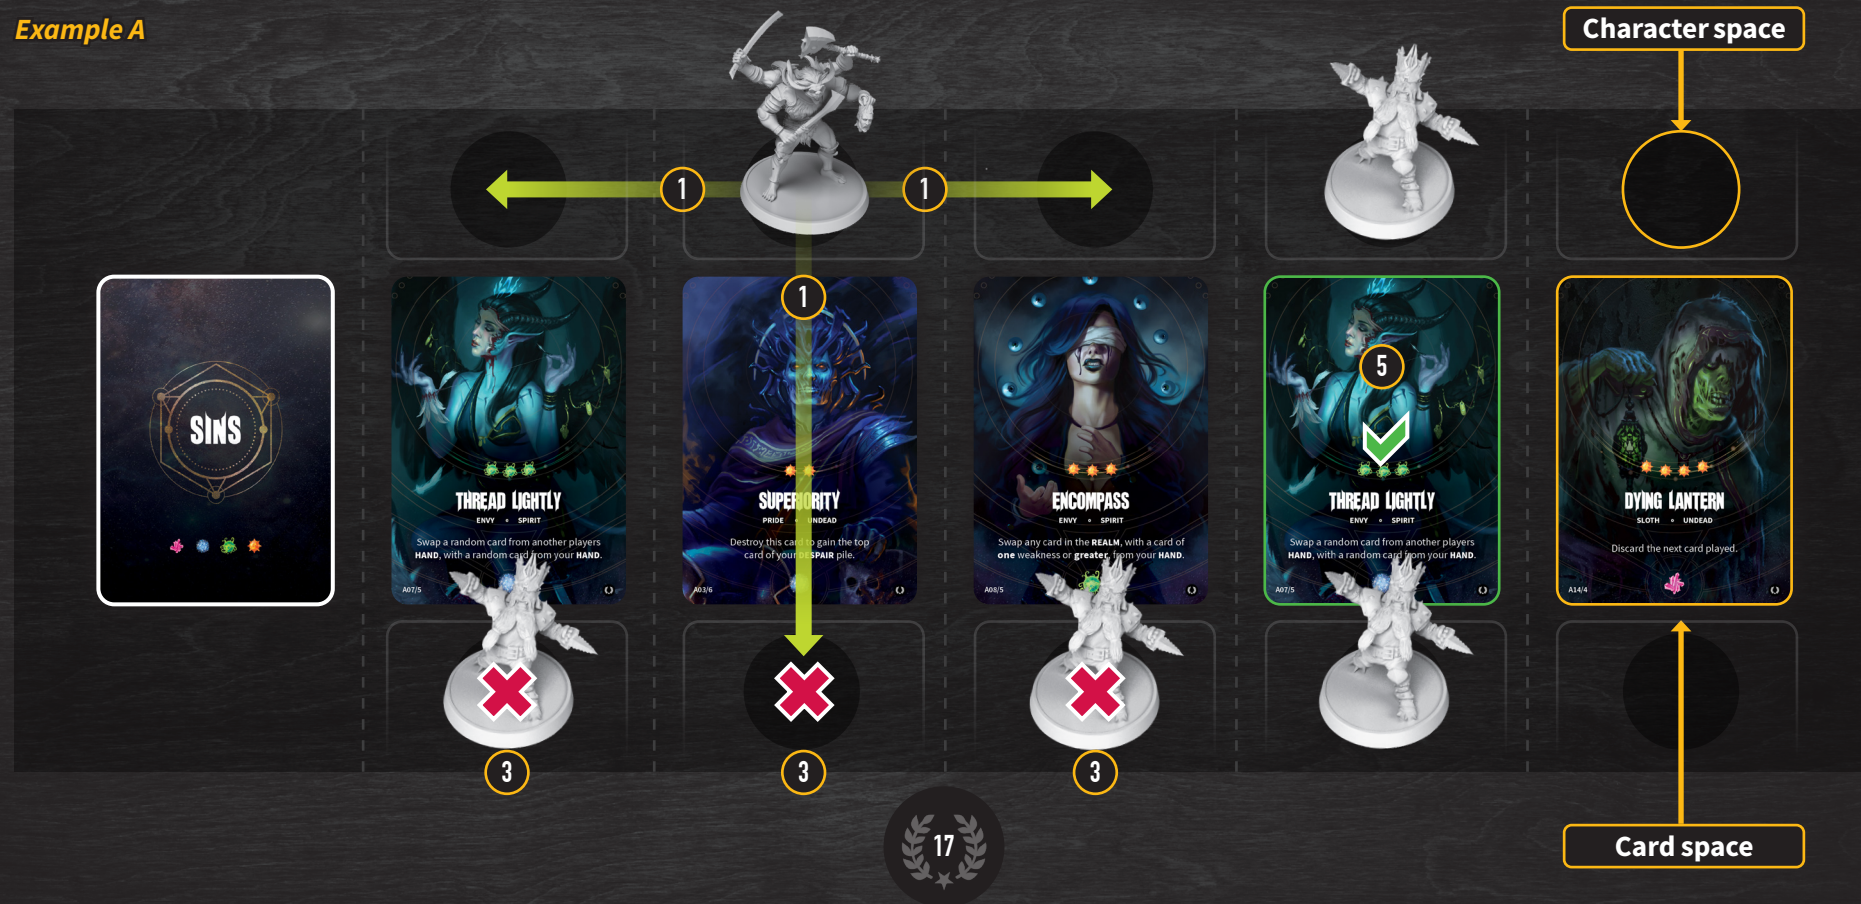 Example A
Character space
1
1
1
SINS
THREAD LIGHTLY
ENVY SPIRIT
Swap a random card from another players
HAND, with a random card from your HAND.
A07/5
SUPERIORITY
PRIDE UNDEAD
Destroy this card to gain the top
card of your DESPAIR pile.
A03/6
ENCOMPASS
ENVY SPIRIT
Swap any card in the REALM, with a card of
one weakness or greater, from your HAND.
A08/5
5
THREAD LIGHTLY
ENVY SPIRIT
Swap a random card from another players
HAND, with a random card from your HAND.
A07/5
DYING LANTERN
SLOTH UNDEAD
Discard the next card played.
A14/4
3
3
3
17
Card space